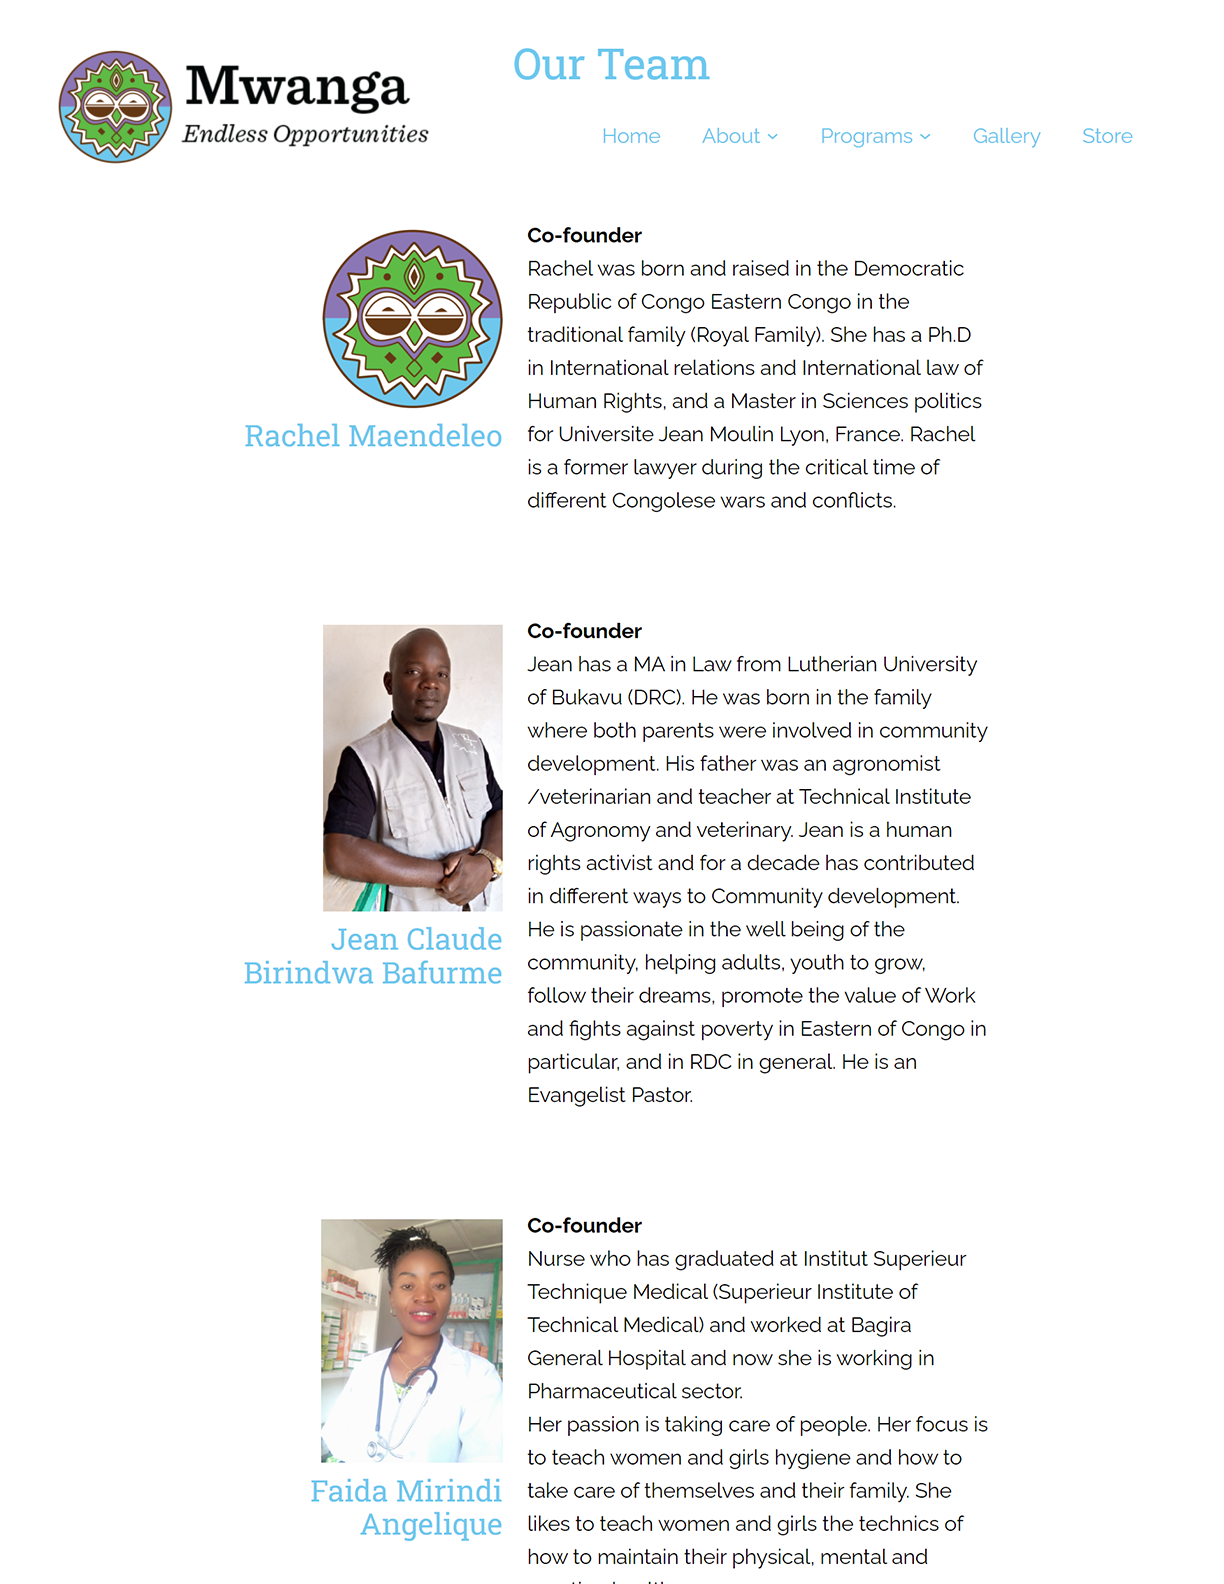 Mwanga
Endless Opportunities
Our Team
Home About Programs Gallery Store
Rachel Maendeleo
Co-founder
Rachel was born and raised in the Democratic
Republic of Congo Eastern Congo in the
traditional family (Royal Family). She has a Ph.D
in International relations and International law of
Human Rights, and a Master in Sciences politics
for Universite Jean Moulin Lyon, France. Rachel
is a former lawyer during the critical time of
different Congolese wars and conflicts.
Jean Claude
Birindwa Bafurme
Co-founder
Jean has a MA in Law from Lutherian University
of Bukavu (DRC). He was born in the family
where both parents were involved in community
development. His father was an agronomist
/veterinarian and teacher at Technical Institute
of Agronomy and veterinary. Jean is a human
rights activist and for a decade has contributed
in different ways to Community development.
He is passionate in the well being of the
community, helping adults, youth to grow,
follow their dreams, promote the value of Work
and fights against poverty in Eastern of Congo in
particular, and in RDC in general. He is an
Evangelist Pastor.
Faida Mirindi
Angelique
Co-founder
Nurse who has graduated at Institut Superieur
Technique Medical (Superieur Institute of
Technical Medical) and worked at Bagira
General Hospital and now she is working in
Pharmaceutical sector.
Her passion is taking care of people. Her focus is
to teach women and girls hygiene and how to
take care of themselves and their family. She
likes to teach women and girls the technics of
how to maintain their physical, mental and